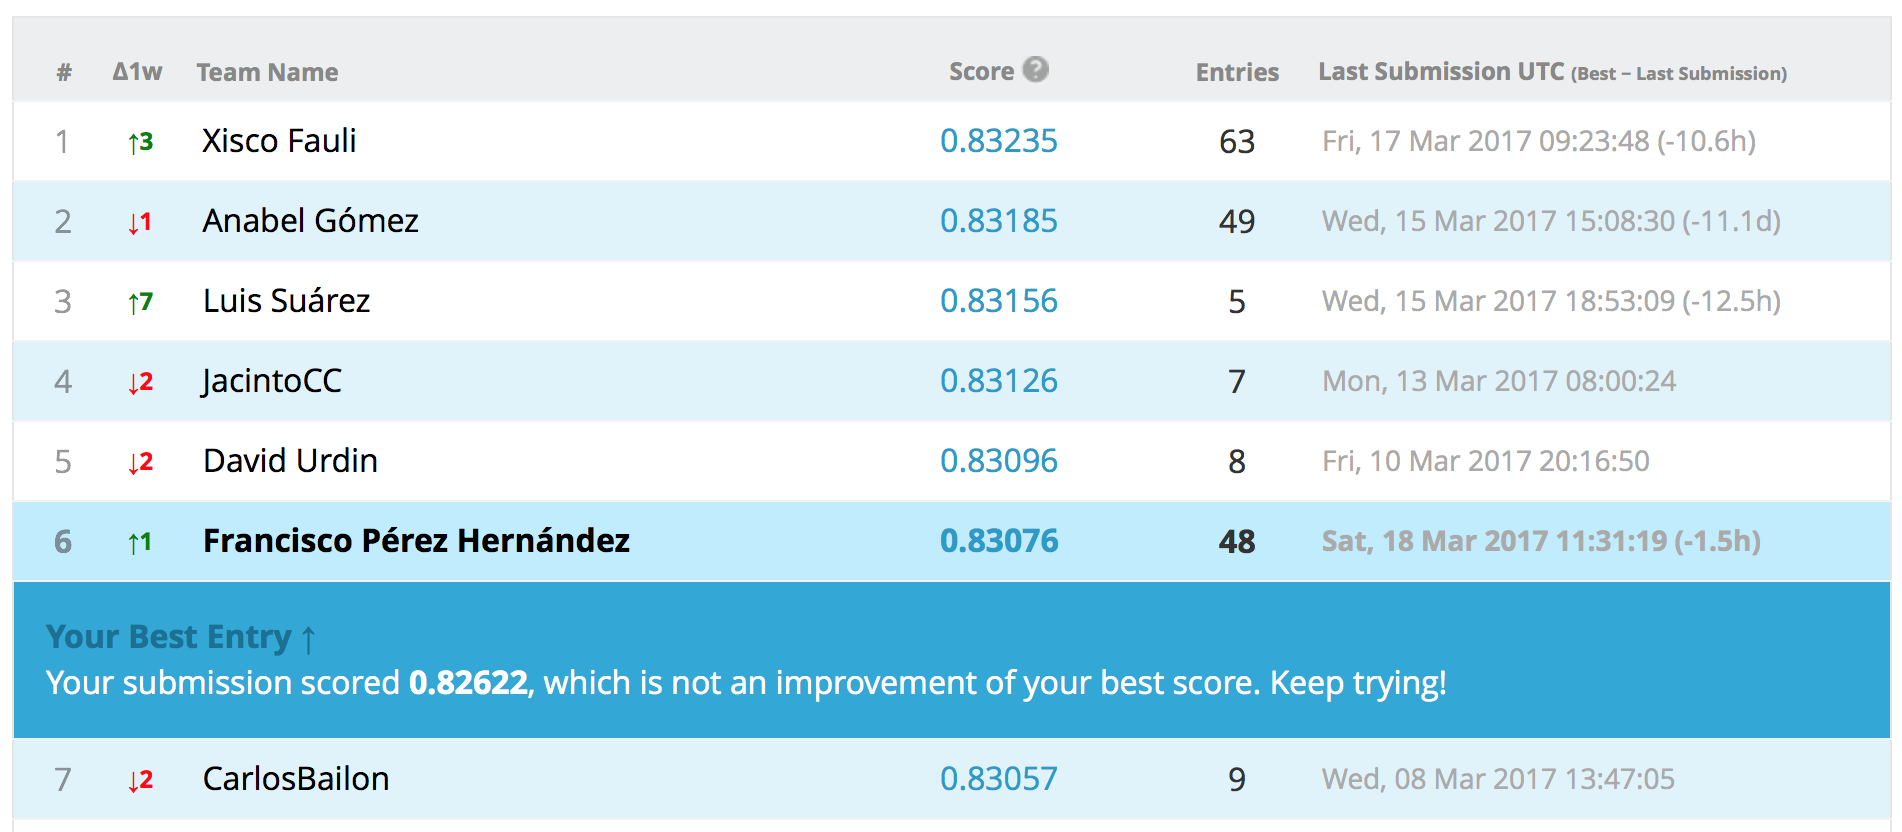 # Δ1w Team Name Score ? Entries Last Submission UTC (Best – Last Submission)
1 ↑3 Xisco Fauli 0.83235 63 Fri, 17 Mar 2017 09:23:48 (-10.6h)
2 ↓1 Anabel Gómez 0.83185 49 Wed, 15 Mar 2017 15:08:30 (-11.1d)
3 ↑7 Luis Suárez 0.83156 5 Wed, 15 Mar 2017 18:53:09 (-12.5h)
4 ↓2 JacintoCC 0.83126 7 Mon, 13 Mar 2017 08:00:24
5 ↓2 David Urdin 0.83096 8 Fri, 10 Mar 2017 20:16:50
6 ↑1 Francisco Pérez Hernández 0.83076 48 Sat, 18 Mar 2017 11:31:19 (-1.5h)
Your Best Entry ↑
Your submission scored 0.82622, which is not an improvement of your best score. Keep trying!
7 ↓2 CarlosBailon 0.83057 9 Wed, 08 Mar 2017 13:47:05